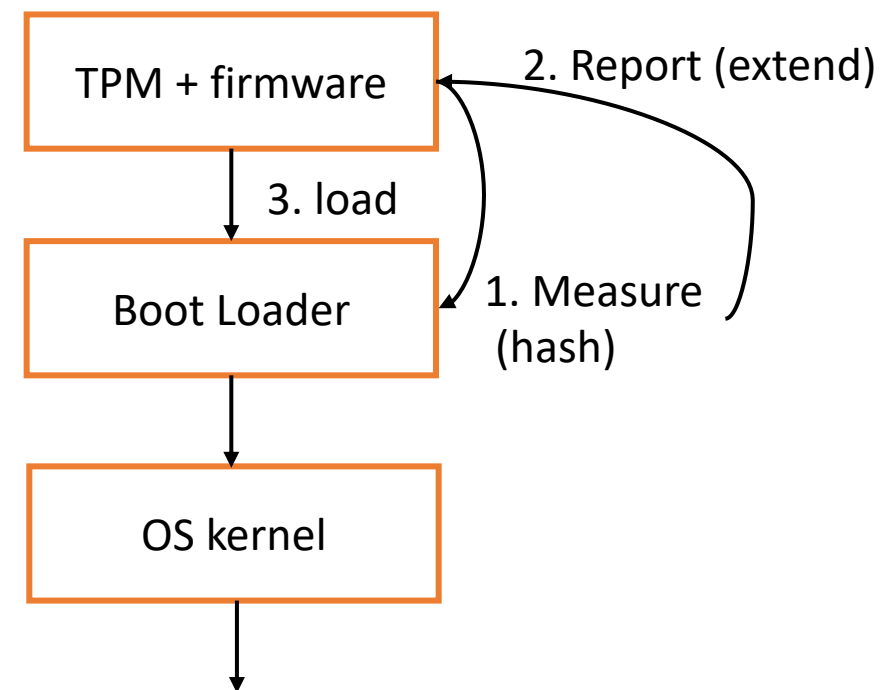 TPM + firmware
2. Report (extend)
3. load
Boot Loader
1. Measure
(hash)
OS kernel